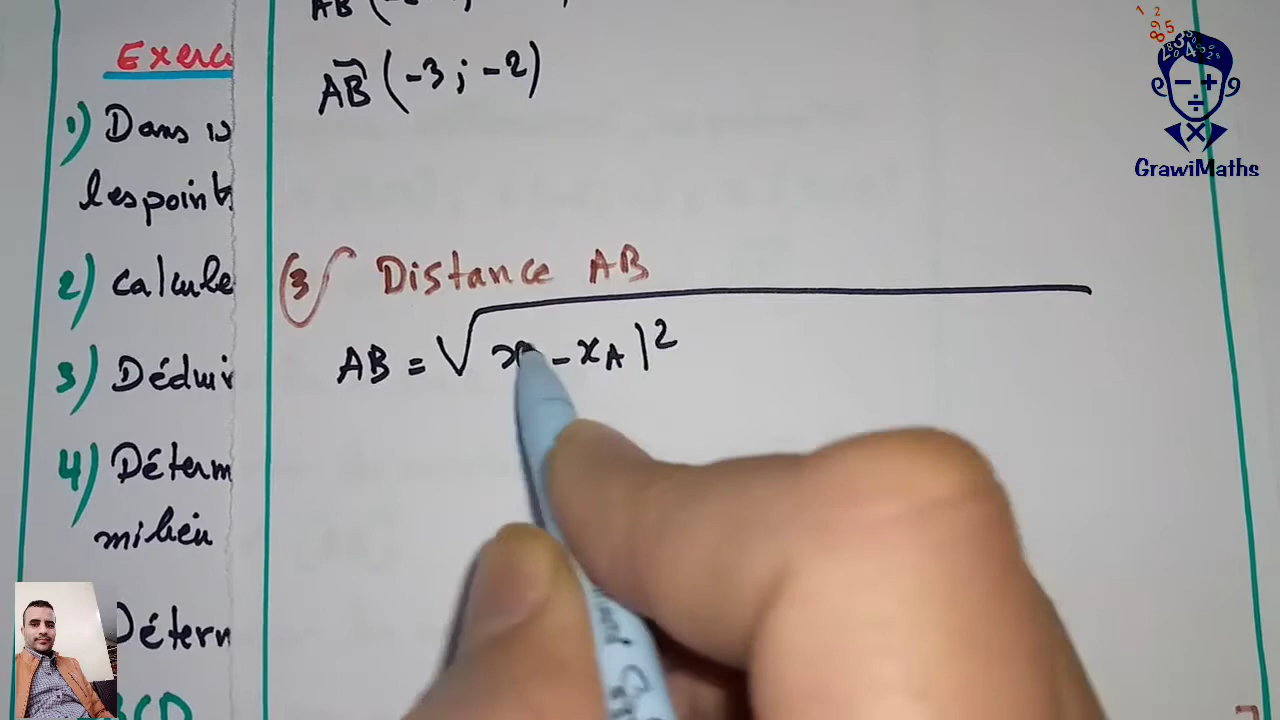 Exerc
1) Dans
les point
2) Calcule
3) Dédui
4) Déterm
milieu
Déterm
BCD
AB (-3 ; -2)
3 Distance AB
AB = √ x - xA)²
GrawiMaths